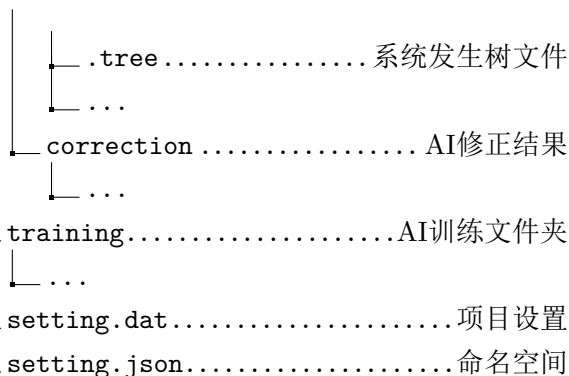 .tree................系统发生树文件
...
correction.................AI修正结果
...
training.....................AI训练文件夹
...
setting.dat......................项目设置
setting.json.....................命名空间